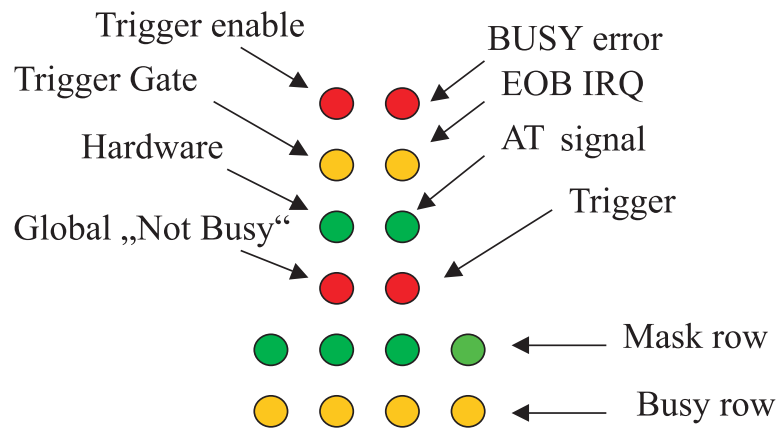 Trigger enable
BUSY error
Trigger Gate
EOB IRQ
Hardware
AT signal
Global „Not Busy“
Trigger
Mask row
Busy row